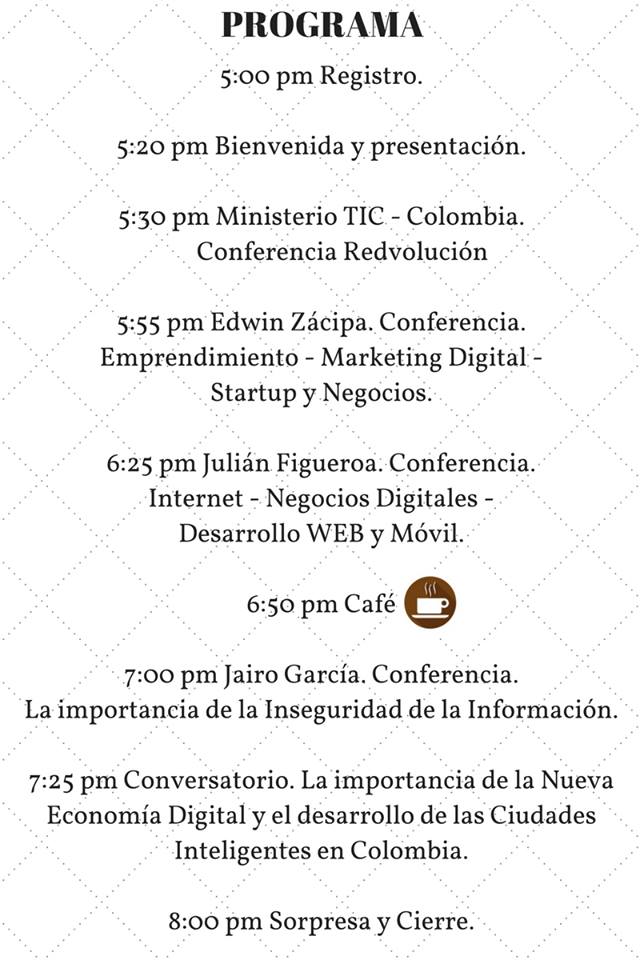 PROGRAMA
5:00 pm Registro.
5:20 pm Bienvenida y presentación.
5:30 pm Ministerio TIC - Colombia.
Conferencia Redvolución
5:55 pm Edwin Zácipa. Conferencia.
Emprendimiento - Marketing Digital -
Startup y Negocios.
6:25 pm Julián Figueroa. Conferencia.
Internet - Negocios Digitales -
Desarrollo WEB y Móvil.
6:50 pm Café
7:00 pm Jairo García. Conferencia.
La importancia de la Inseguridad de la Información.
7:25 pm Conversatorio. La importancia de la Nueva
Economía Digital y el desarrollo de las Ciudades
Inteligentes en Colombia.
8:00 pm Sorpresa y Cierre.